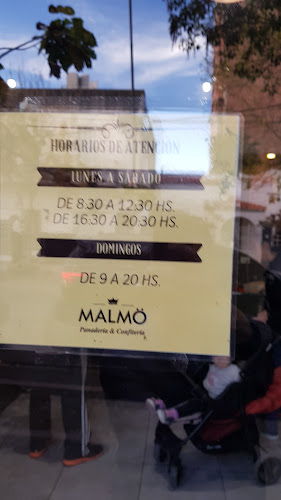 HORARIOS DE ATENCIÓN
LUNES A SÁBADO
DE 8:30 A 12:30 HS.
DE 16:30 A 20:30 HS.
DOMINGOS
DE 9 A 20 HS.
MALMÖ
Panadería & Confitería